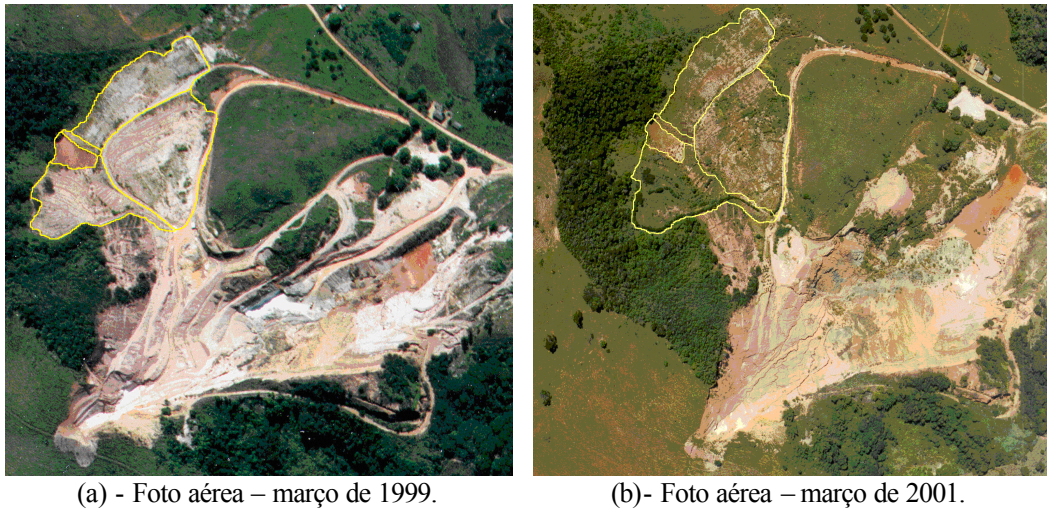 (a) - Foto aérea – março de 1999.
(b)- Foto aérea – março de 2001.